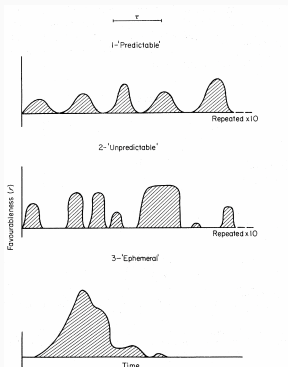 τ
1-'Predictable'
Repeated x10
2-'Unpredictable'
Repeated x10
Favourableness (r)
3-'Ephemeral'
Time